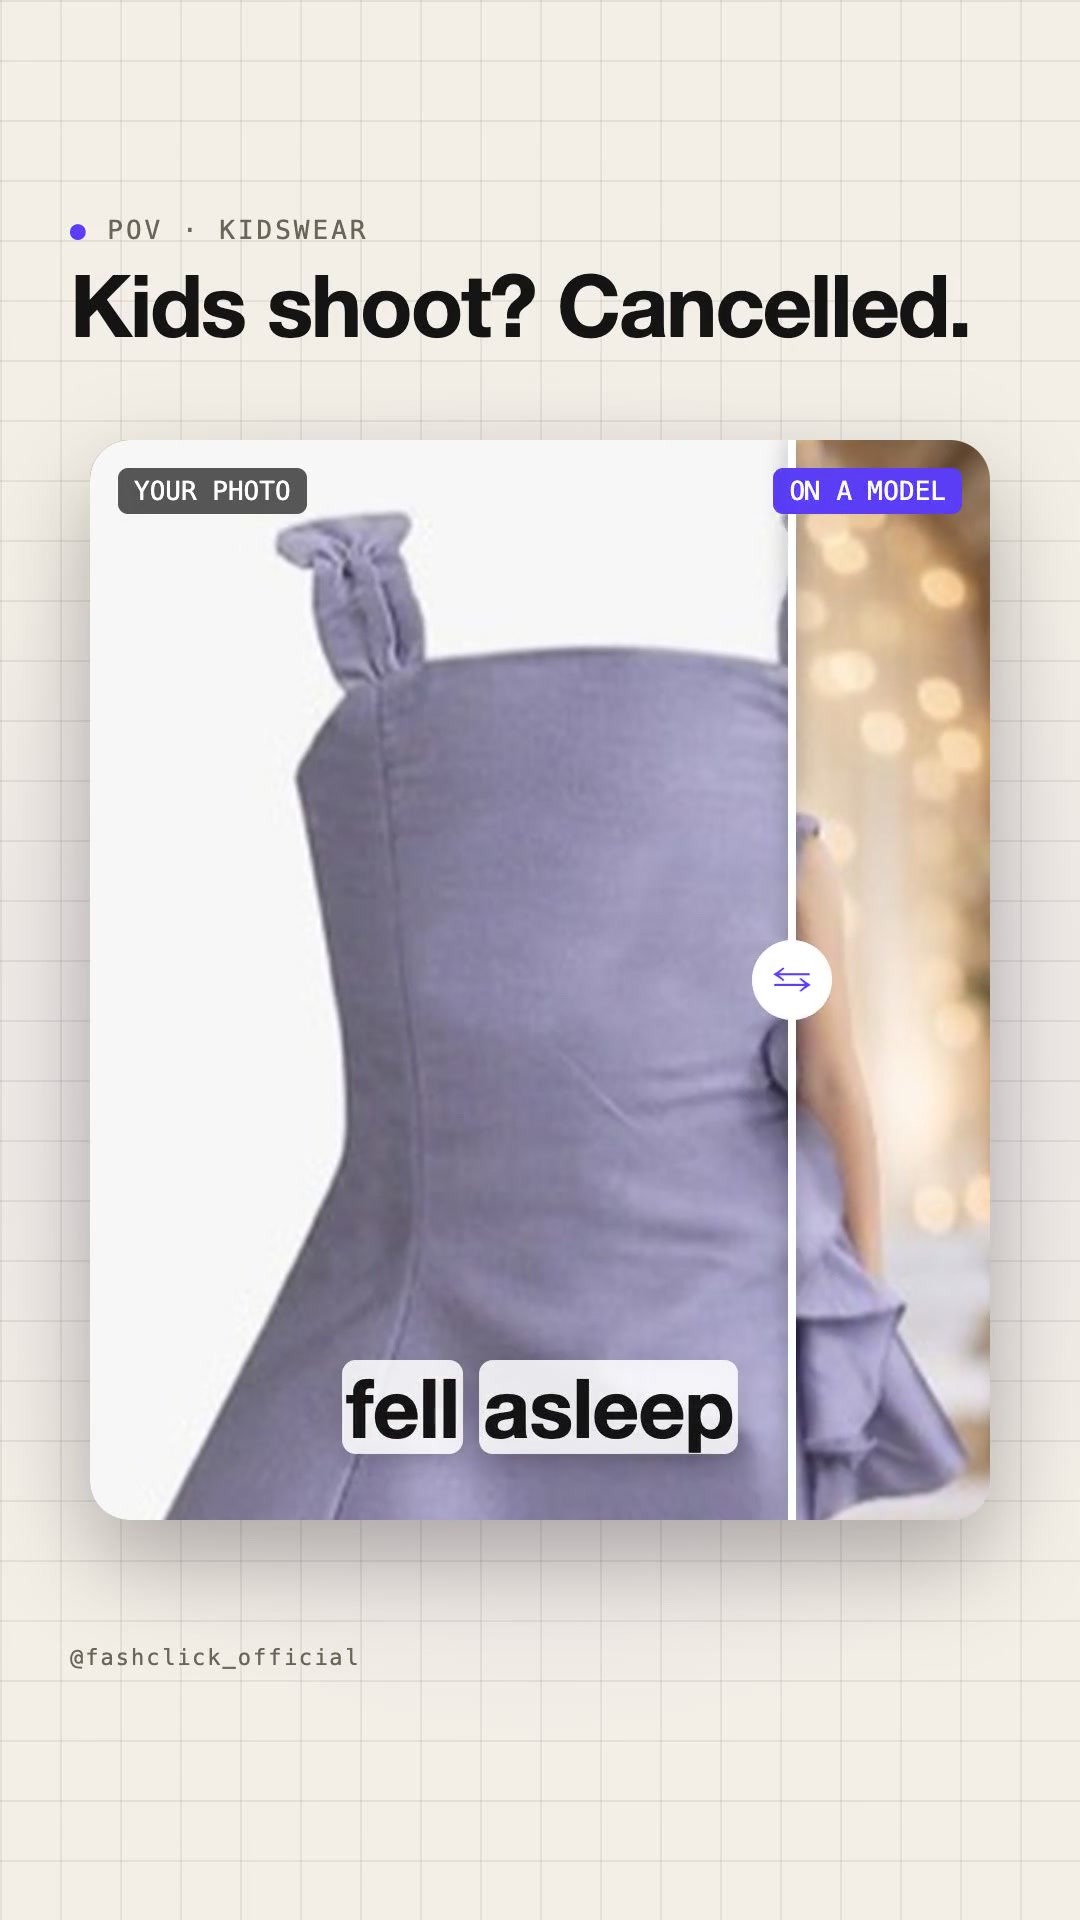 POV · KIDSWEAR
Kids shoot? Cancelled.
YOUR PHOTO
ON A MODEL
fell asleep
@fashclick_official